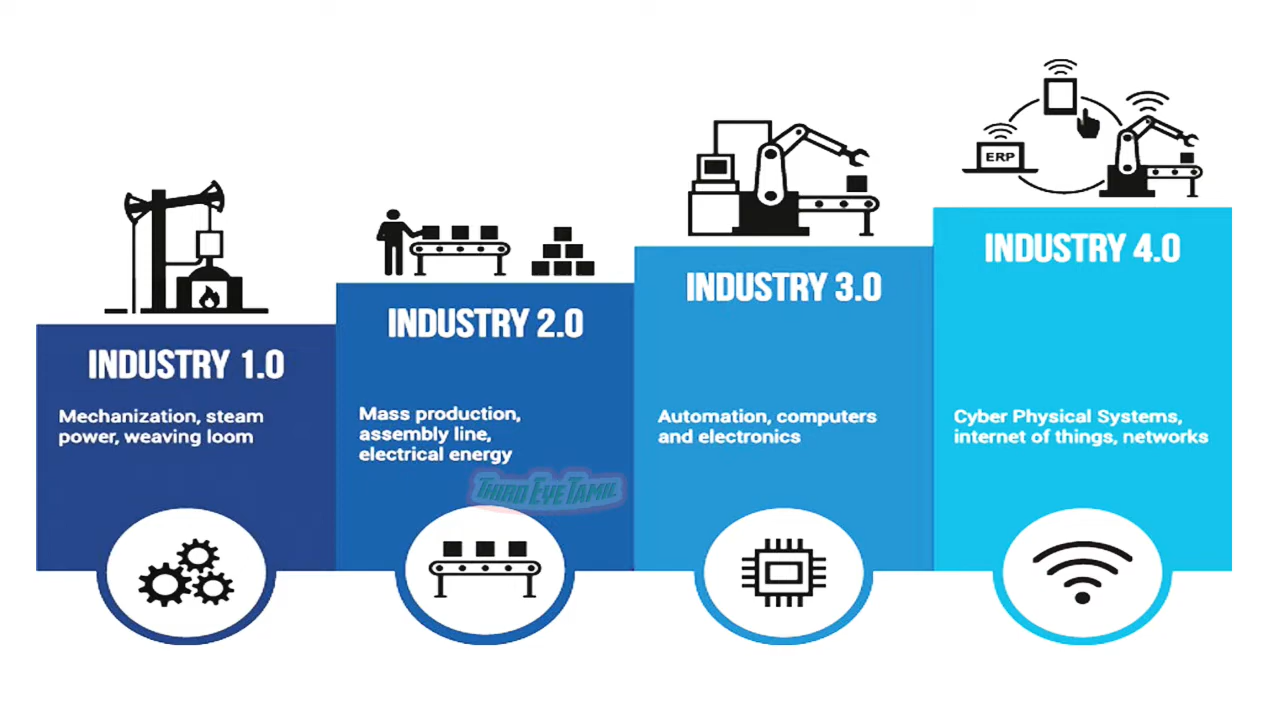 ERP
INDUSTRY 1.0
Mechanization, steam
power, weaving loom
INDUSTRY 2.0
Mass production,
assembly line,
electrical energy
THIRD EYE TAMIL
INDUSTRY 3.0
Automation, computers
and electronics
INDUSTRY 4.0
Cyber Physical Systems,
internet of things, networks